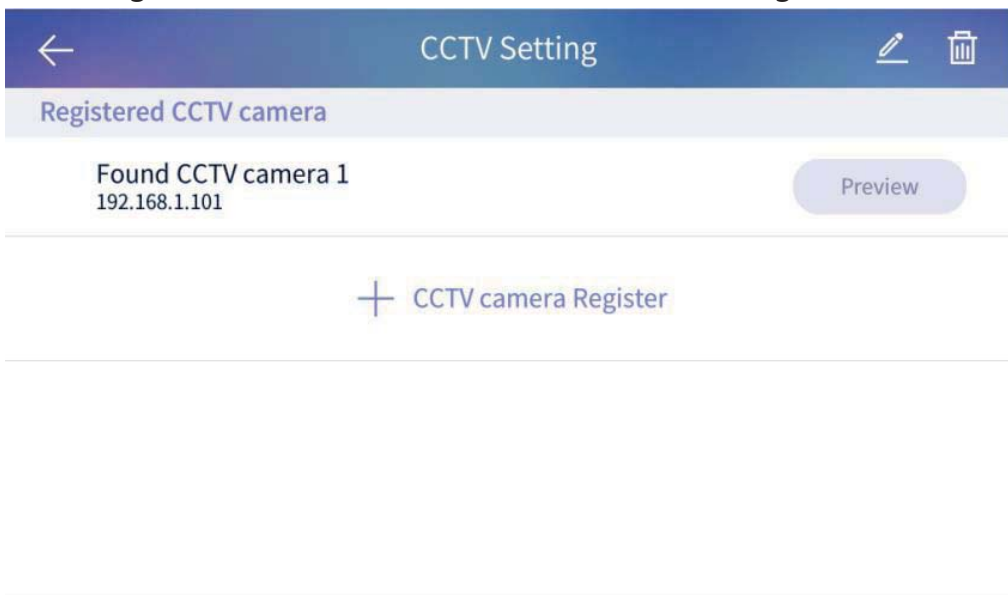 CCTV Setting
Registered CCTV camera
Found CCTV camera 1
192.168.1.101
Preview
CCTV camera Register